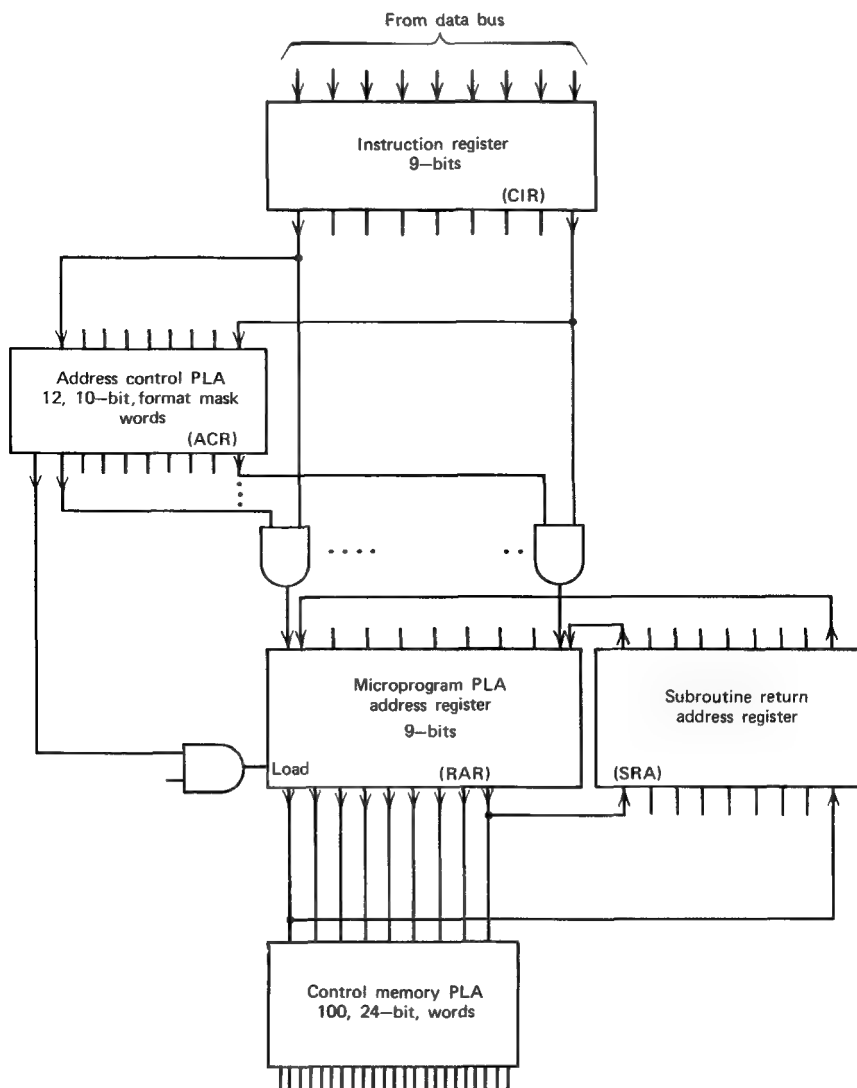 From data bus
Instruction register
9-bits
(CIR)
Address control PLA
12, 10-bit, format mask
words
(ACR)
Microprogram PLA
address register
9-bits
Load
(RAR)
Subroutine return
address register
(SRA)
Control memory PLA
100, 24-bit, words